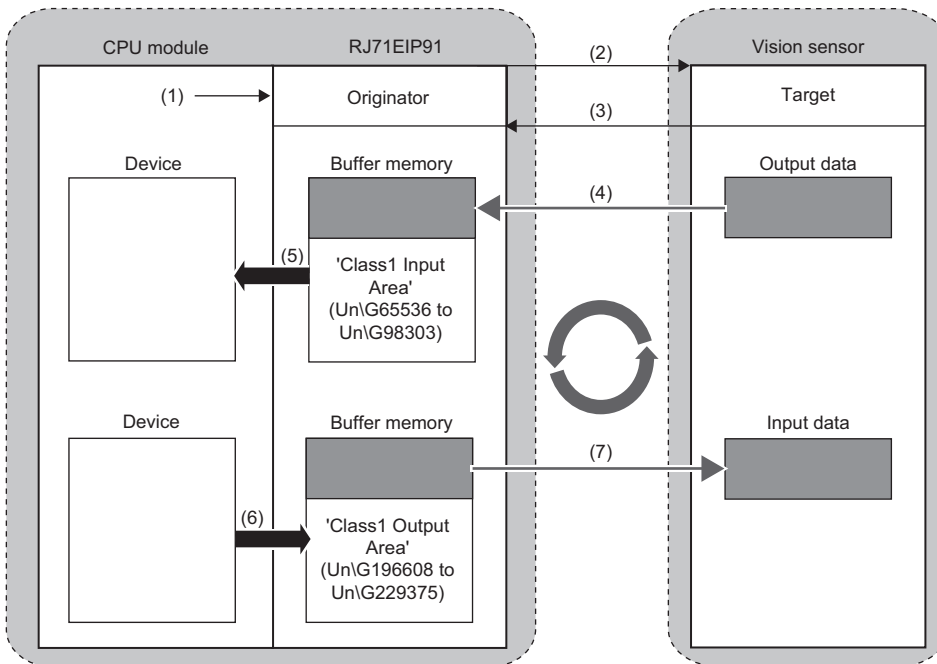 CPU module
RJ71EIP91
(2)
Vision sensor
(1)
Originator
(3)
Target
Device
Buffer memory
(4)
Output data
(5)
'Class1 Input
Area'
(Un\G65536 to
Un\G98303)
Device
Buffer memory
(7)
Input data
(6)
'Class1 Output
Area'
(Un\G196608 to
Un\G229375)